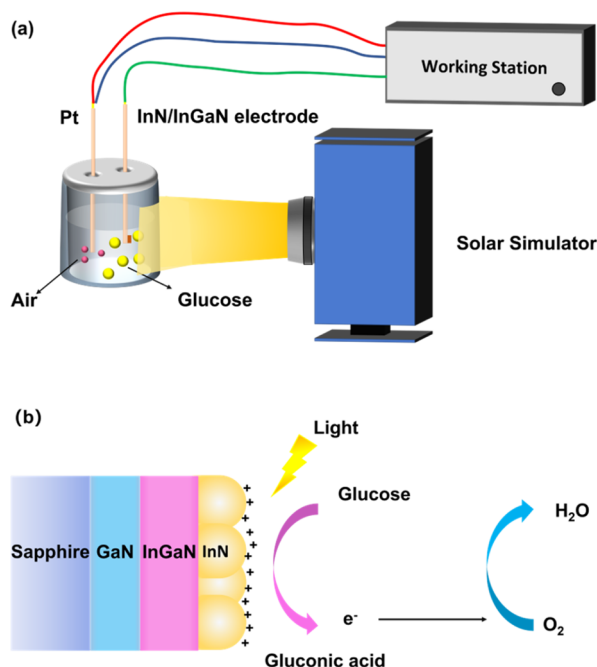 (a)
Working Station
Pt
InN/InGaN electrode
Solar Simulator
Air
Glucose
(b)
Light
Glucose
H₂O
Sapphire
GaN
InGaN
InN
+ + + + + + + + + + + + + +
e⁻
O₂
Gluconic acid